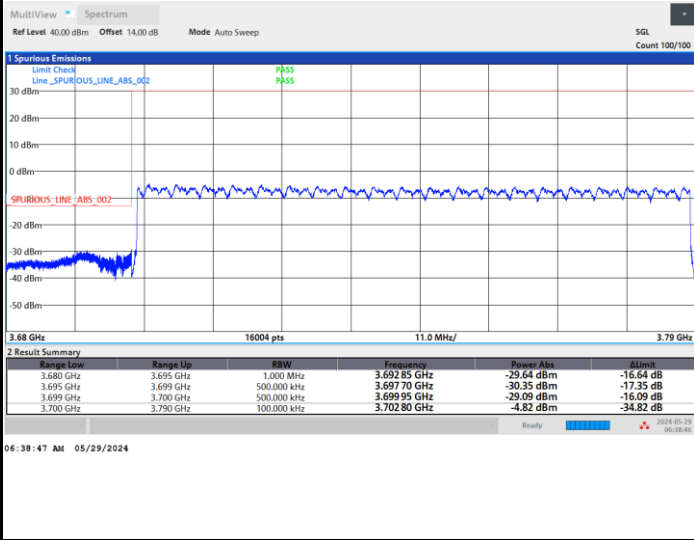 MultiView Spectrum
Ref Level 40.00 dBm Offset 14.00 dB Mode Auto Sweep SGL
Count 100/100
1 Spurious Emissions
Limit Check PASS
Line _SPURIOUS_LINE_ABS_002 PASS
30 dBm
20 dBm
10 dBm
0 dBm
_SPURIOUS_LINE_ABS_002
-20 dBm
-30 dBm
-40 dBm
-50 dBm
3.68 GHz 16004 pts 11.0 MHz/ 3.79 GHz
2 Result Summary
Range Low Range Up RBW Frequency Power Abs ΔLimit
3.680 GHz 3.695 GHz 1.000 MHz 3.692 85 GHz -29.64 dBm -16.64 dB
3.695 GHz 3.699 GHz 500.000 kHz 3.697 70 GHz -30.35 dBm -17.35 dB
3.699 GHz 3.700 GHz 500.000 kHz 3.699 95 GHz -29.09 dBm -16.09 dB
3.700 GHz 3.790 GHz 100.000 kHz 3.702 80 GHz -4.82 dBm -34.82 dB
Ready 2024-05-29
06:38:46
06:38:47 AM 05/29/2024